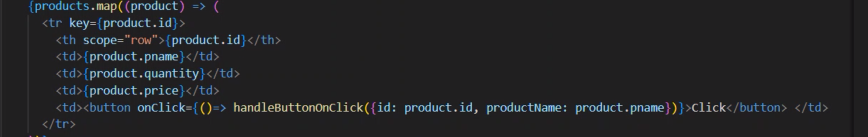 {products.map((product) => (
<tr key={product.id}>
<th scope="row">{product.id}</th>
<td>{product.pname}</td>
<td>{product.quantity}</td>
<td>{product.price}</td>
<td><button onClick={()=> handleButtonOnClick({id: product.id, productName: product.pname})}>Click</button> </td>
</tr>